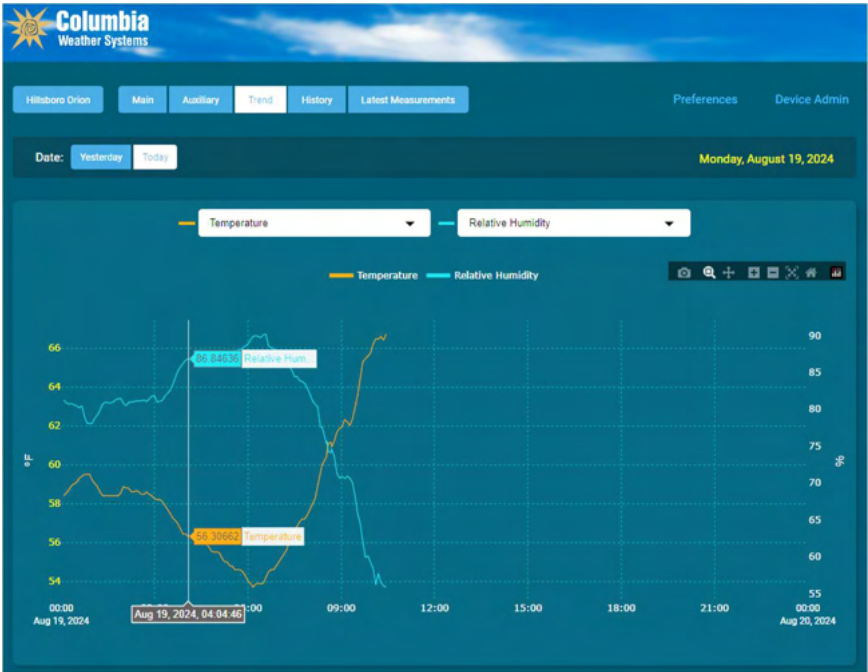 Columbia
Weather Systems
Hillsboro Orion
Main
Auxiliary
Trend
History
Latest Measurements
Preferences
Device Admin
Date:
Yesterday
Today
Monday, August 19, 2024
Temperature
Relative Humidity
Temperature
Relative Humidity
66
64
62
60
58
56
54
°F
86.84636
Relative Hum...
56.30662
Temperature
90
85
80
75
70
65
60
55
%
00:00
Aug 19, 2024
Aug 19, 2024, 04:04:46
:00
09:00
12:00
15:00
18:00
21:00
00:00
Aug 20, 2024